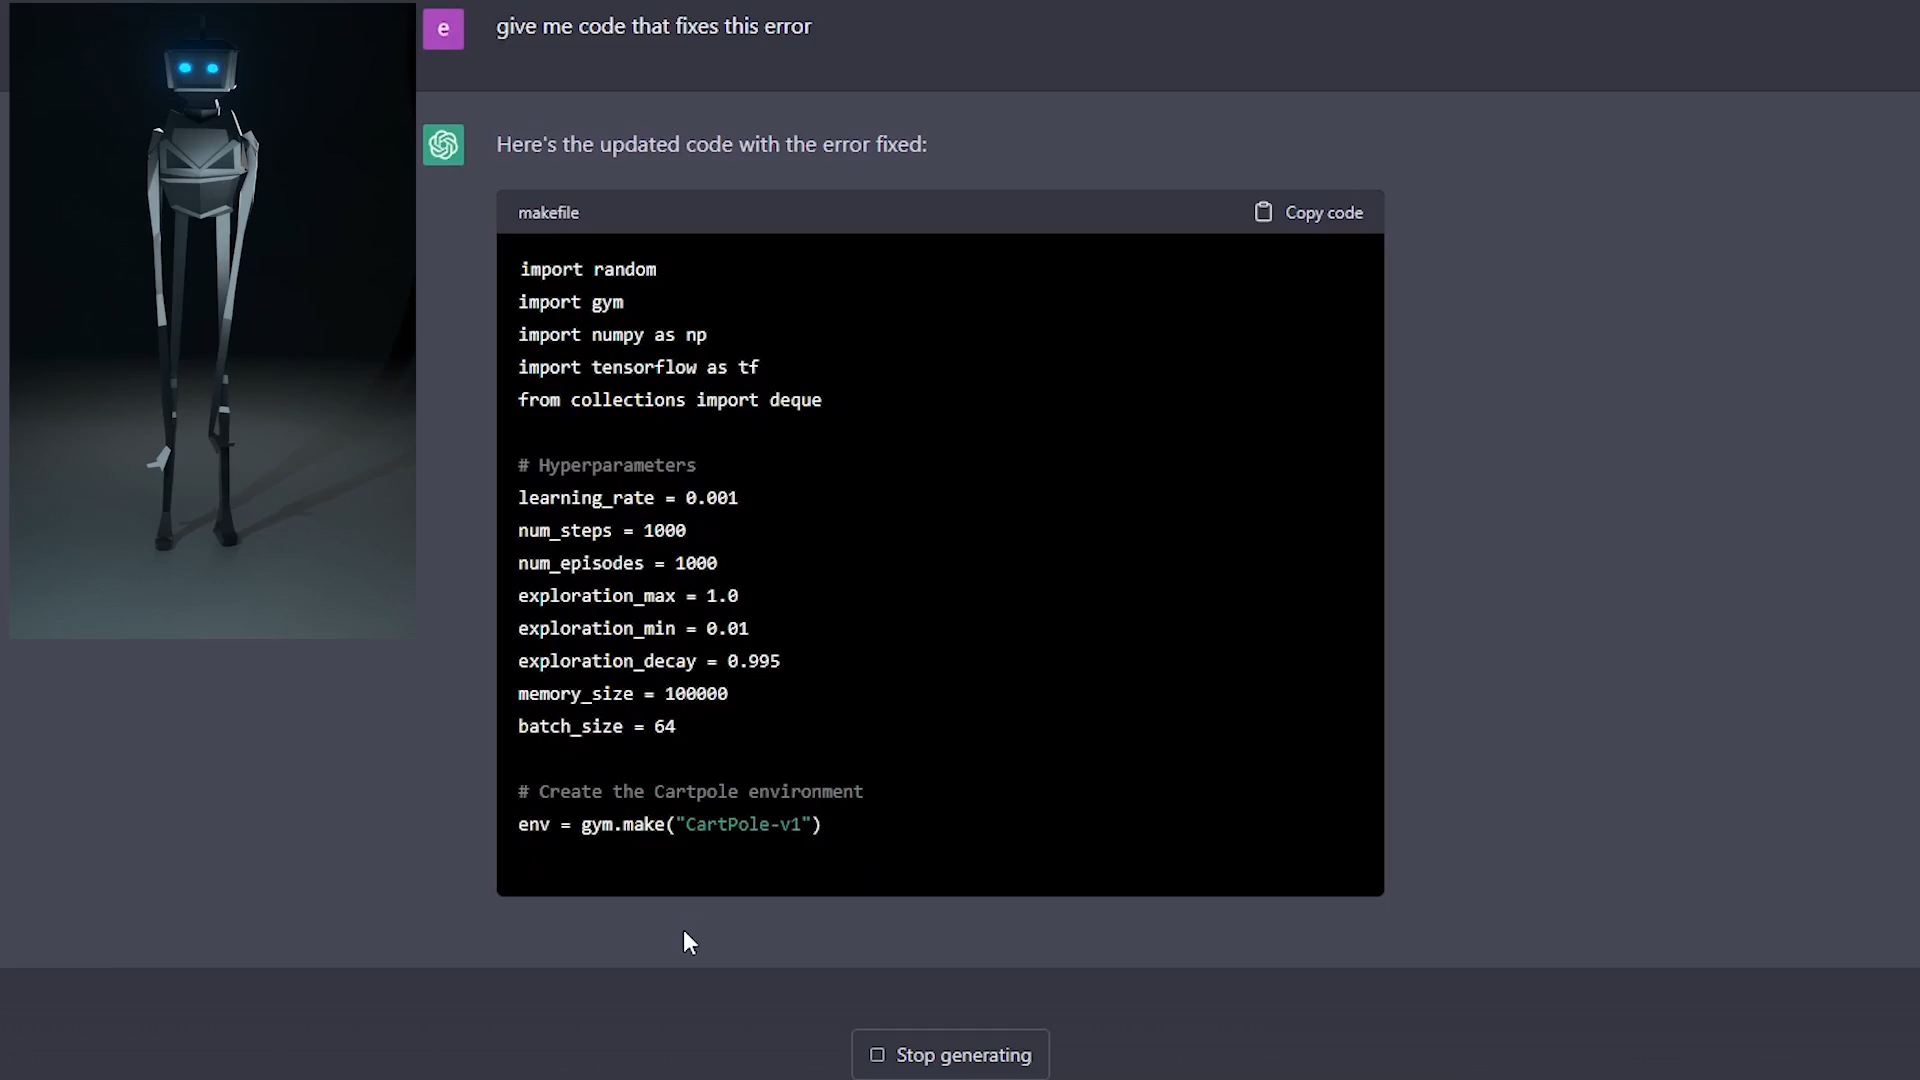 e
give me code that fixes this error
Here's the updated code with the error fixed:
makefile
Copy code
import random
import gym
import numpy as np
import tensorflow as tf
from collections import deque
# Hyperparameters
learning_rate = 0.001
num_steps = 1000
num_episodes = 1000
exploration_max = 1.0
exploration_min = 0.01
exploration_decay = 0.995
memory_size = 100000
batch_size = 64
# Create the Cartpole environment
env = gym.make("CartPole-v1")
Stop generating